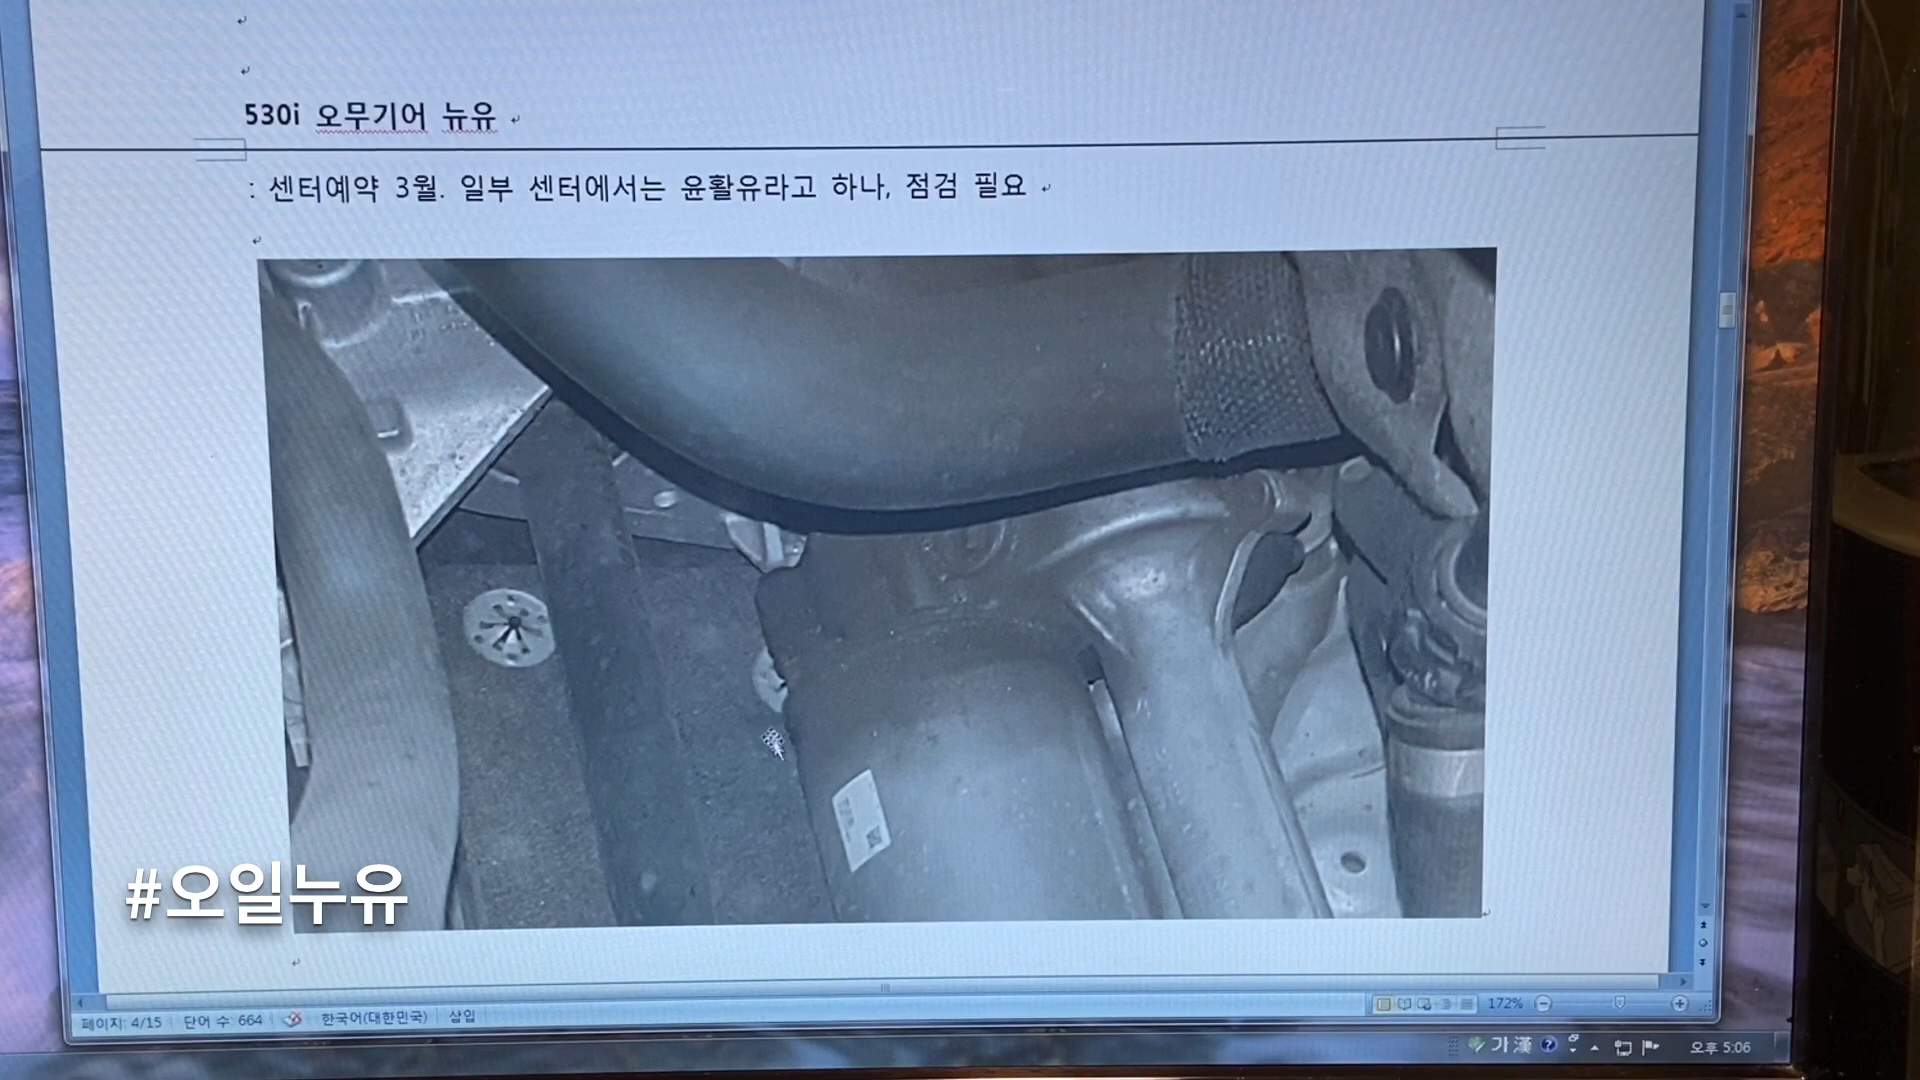 530i 오무기어 뉴유
: 센터예약 3월. 일부 센터에서는 윤활유라고 하나, 점검 필요
#오일누유
페이지: 4/15 단어 수: 664 한국어(대한민국) 삽입 172%
가 漢 ? 오후 5:06